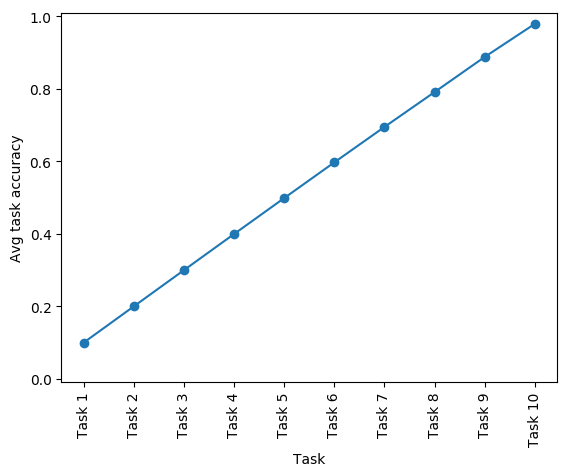 1.0
0.8
0.6
0.4
0.2
0.0
Avg task accuracy
Task 1
Task 2
Task 3
Task 4
Task 5
Task 6
Task 7
Task 8
Task 9
Task 10
Task